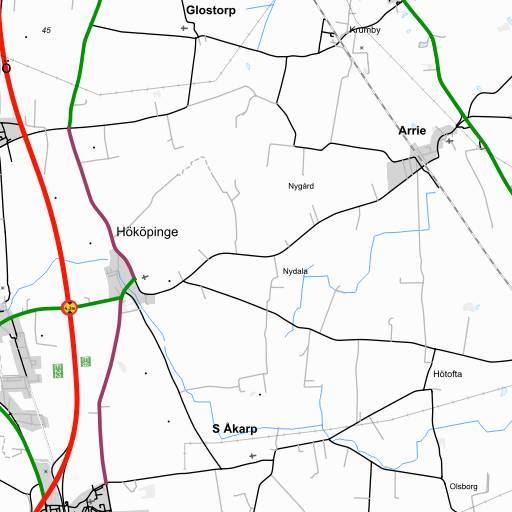 Glostorp
45
Krumby
Ö
Arrie
Nygård
Hököpinge
Nydala
Hötofta
S Åkarp
Olsborg